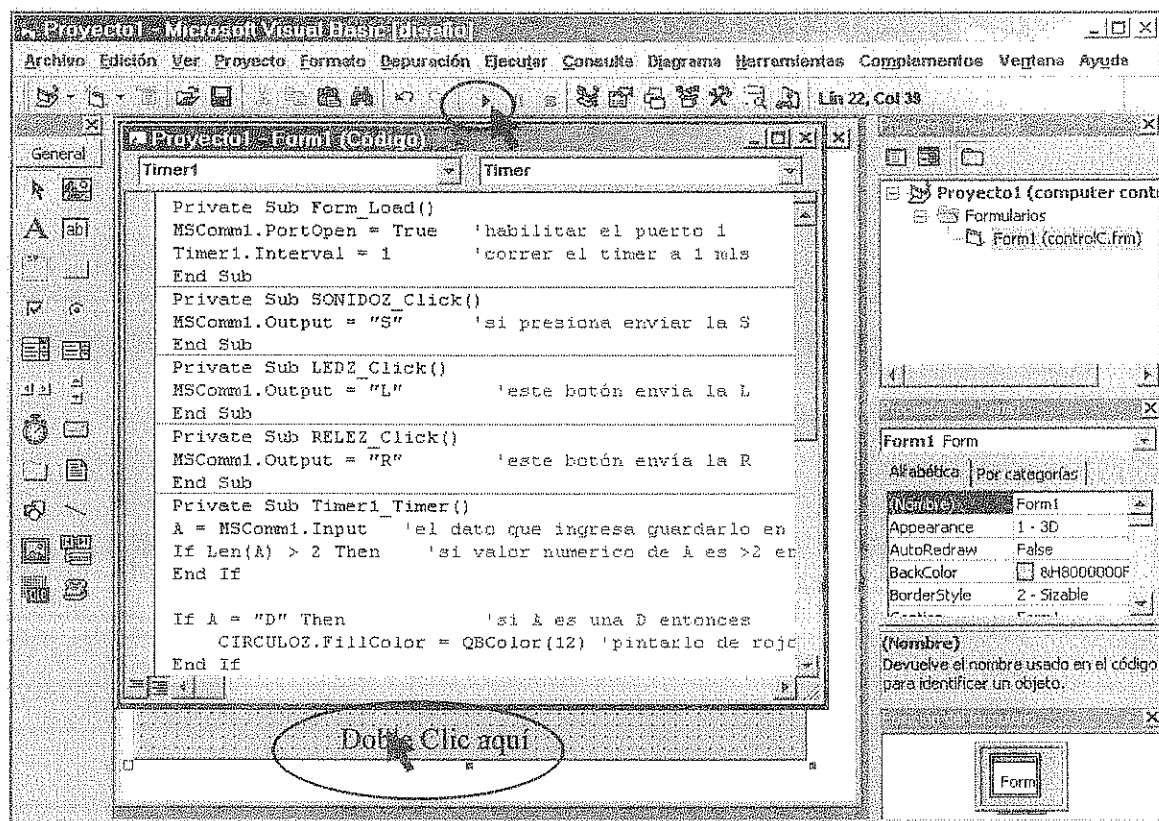 Proyecto1 - Microsoft Visual Basic [diseño]
Archivo Edición Ver Proyecto Formato Depuración Ejecutar Consulta Diagrama Herramientas Complementos Ventana Ayuda
Lín 22, Col 39
General
Proyecto1 - Form1 (Código)
Timer1 Timer
Private Sub Form_Load()
MSComm1.PortOpen = True 'habilitar el puerto 1
Timer1.Interval = 1 'correr el timer a 1 mls
End Sub
Private Sub SONIDOZ_Click()
MSComm1.Output = "S" 'si presiona enviar la S
End Sub
Private Sub LEDZ_Click()
MSComm1.Output = "L" 'este botón envia la L
End Sub
Private Sub RELEZ_Click()
MSComm1.Output = "R" 'este botón envía la R
End Sub
Private Sub Timer1_Timer()
A = MSComm1.Input 'el dato que ingresa guardarlo en
If Len(A) > 2 Then 'si valor numerico de A es >2 en
End If
If A = "D" Then 'si A es una D entonces
CIRCULOZ.FillColor = QBColor(12) 'pintarlo de rojo
End If
Doble Clic aquí
Proyecto1 (computer cont
Formularios
Form1 (controlC.frm)
Form1 Form
Alfabética Por categorías
(Nombre) Form1
Appearance 1 - 3D
AutoRedraw False
BackColor &H8000000F
BorderStyle 2 - Sizable
Caption Form1
(Nombre)
Devuelve el nombre usado en el código
para identificar un objeto.
Form